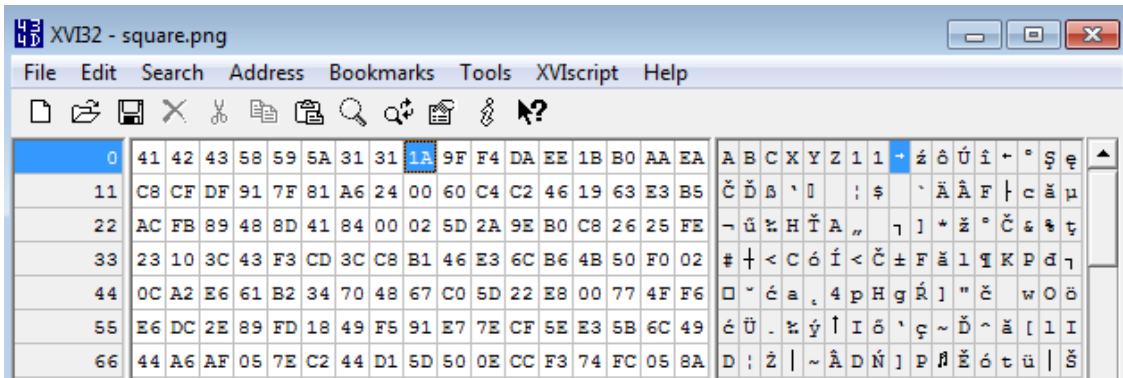 XVI32 - square.png
File Edit Search Address Bookmarks Tools XVIscript Help
0 41 42 43 58 59 5A 31 31 1A 9F F4 DA EE 1B B0 AA EA A B C X Y Z 1 1 → ź ô Ú î ← ° Ş ę
11 C8 CF DF 91 7F 81 A6 24 00 60 C4 C2 46 19 63 E3 B5 Č Ď ß ‘ ¦ $ ` Ä Â F ├ c ă µ
22 AC FB 89 48 8D 41 84 00 02 5D 2A 9E B0 C8 26 25 FE ¬ ű ‰ H Ť A „ ┐ ] * ž ° Č & % ţ
33 23 10 3C 43 F3 CD 3C C8 B1 46 E3 6C B6 4B 50 F0 02 # ┼ < C ó Í < Č ± F ă l ¶ K P đ ┐
44 0C A2 E6 61 B2 34 70 48 67 C0 5D 22 E8 00 77 4F F6 □ ˘ ć a ˛ 4 p H g Ŕ ] " č w O ö
55 E6 DC 2E 89 FD 18 49 F5 91 E7 7E CF 5E E3 5B 6C 49 ć Ü . ‰ ý ↑ I ő ‘ ç ~ Ď ^ ă [ l I
66 44 A6 AF 05 7E C2 44 D1 5D 50 0E CC F3 74 FC 05 8A D ¦ Ż | ~ Â D Ń ] P ♫ Ě ó t ü | Š